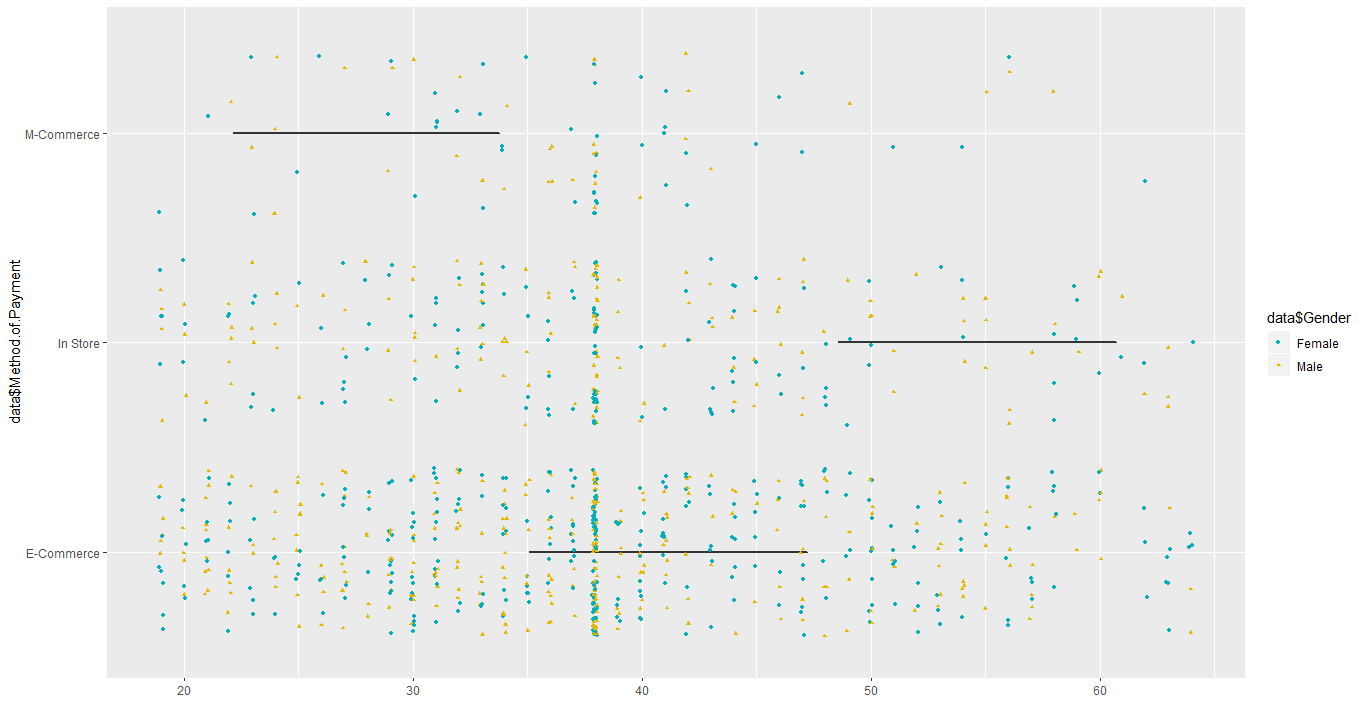 data$Method.of.Payment
M-Commerce
In Store
E-Commerce
20
30
40
50
60
data$Gender
Female
Male